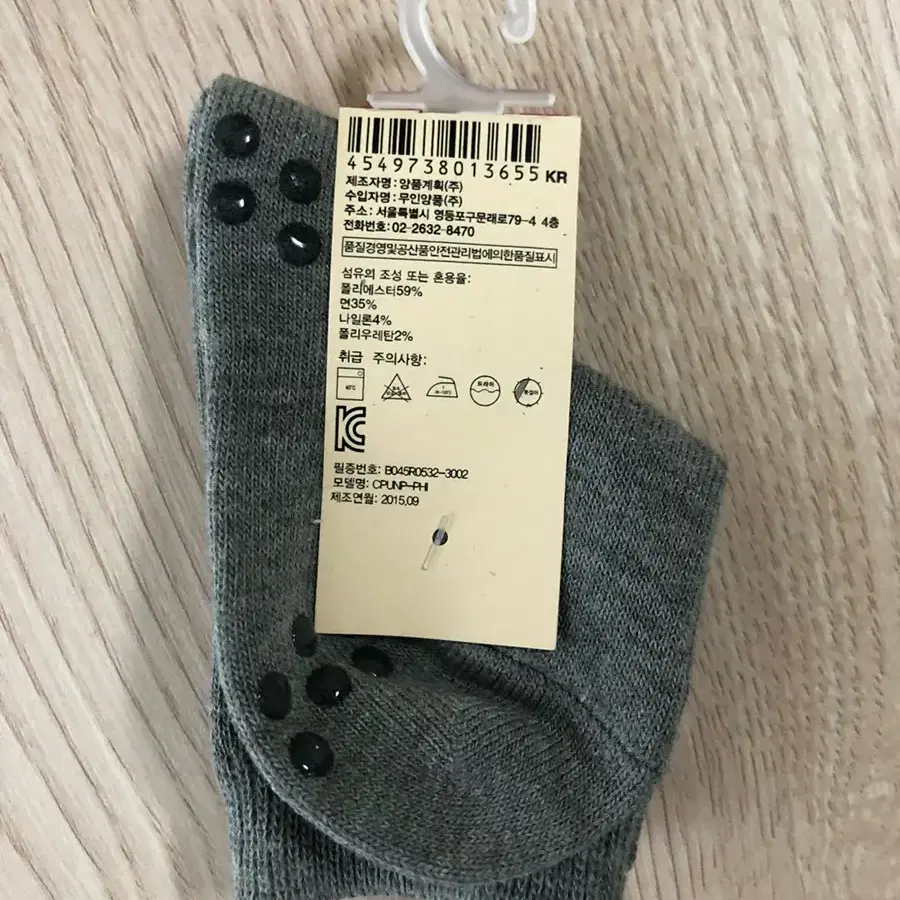 4549738013655 KR
제조자명 : 양품계획(주)
수입자명 : 무인양품(주)
주소 : 서울특별시 영등포구문래로79-4 4층
전화번호 : 02-2632-8470
품질경영및공산품안전관리법에의한품질표시
섬유의 조성 또는 혼용율:
폴리에스터59%
면35%
나일론4%
폴리우레탄2%
취급 주의사항:
40℃
드라이
KC
필증번호: B045R0532-3002
모델명: CPUNP-PHI
제조연월: 2015.09